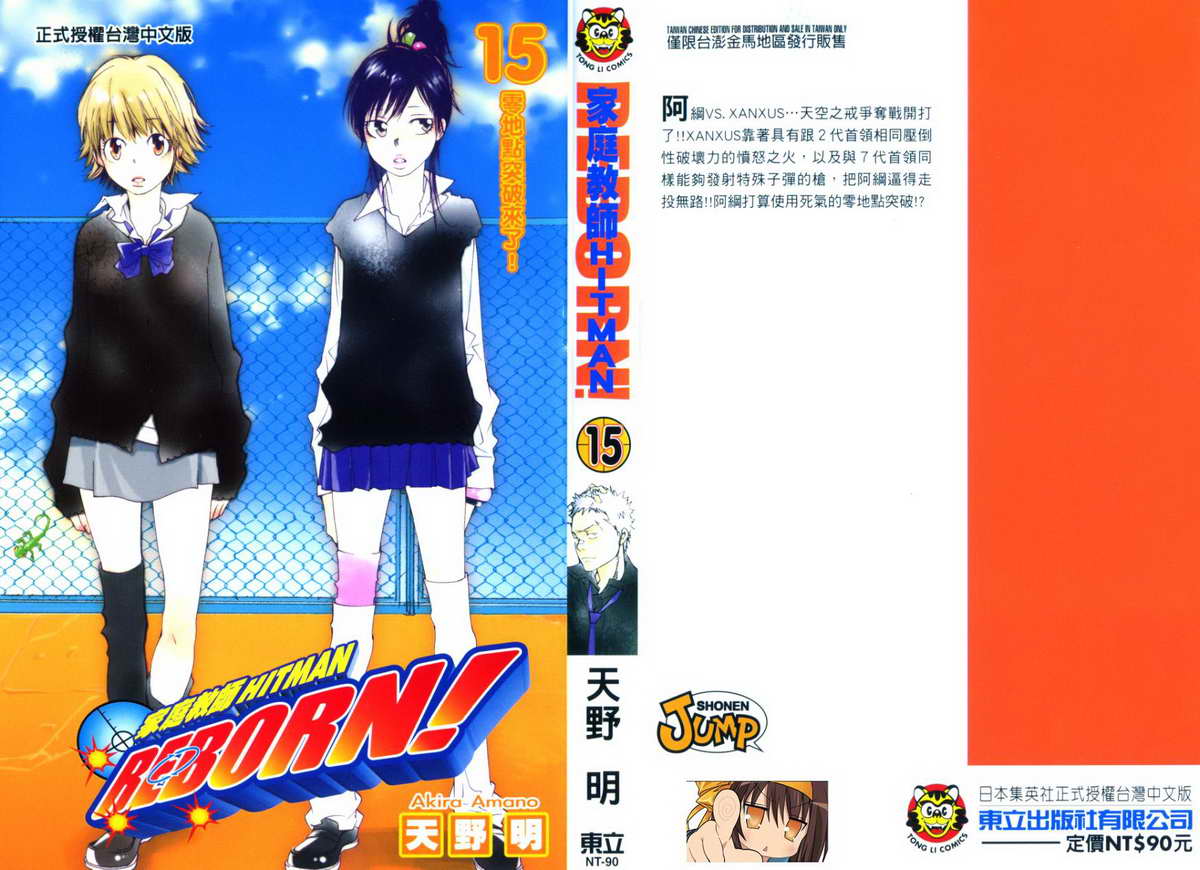 正式授權台灣中文版
15
零地點突破來了!
家庭教師HITMAN
REBORN!
Akira Amano
天野明
TONG LI COMICS
REBORN!
家庭教師HITMAN
15
天野 明
東立
NT-90
TAIWAN CHINESE EDITION FOR DISTRIBUTION AND SALE IN TAIWAN ONLY
僅限台澎金馬地區發行販售
阿綱VS. XANXUS…天空之戒爭奪戰開打
了!!XANXUS靠著具有跟2代首領相同壓倒
性破壞力的憤怒之火，以及與7代首領同
樣能夠發射特殊子彈的槍，把阿綱逼得走
投無路!!阿綱打算使用死氣的零地點突破!?
SHONEN
JUMP
TONG LI COMICS
日本集英社正式授權台灣中文版
東立出版社有限公司
定價NT$90元